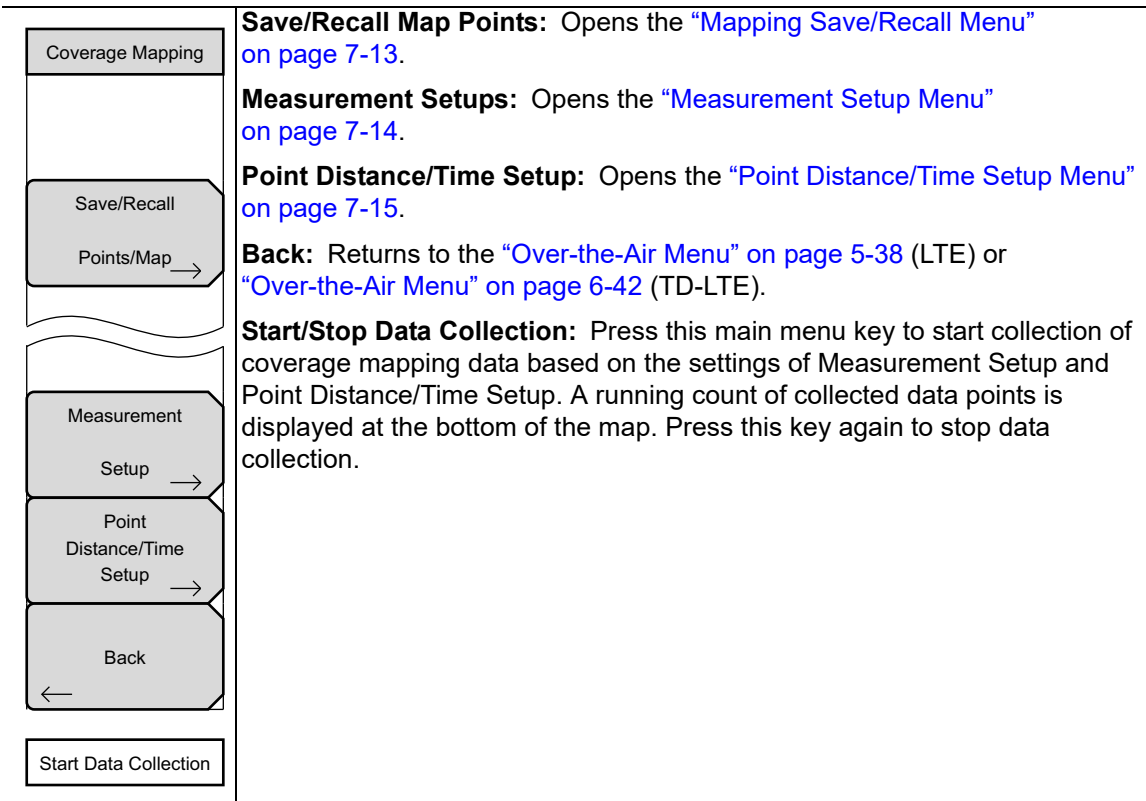 Coverage Mapping
Save/Recall
Points/Map
Measurement
Setup
Point
Distance/Time
Setup
Back
Start Data Collection
Save/Recall Map Points: Opens the “Mapping Save/Recall Menu”
on page 7-13.
Measurement Setups: Opens the “Measurement Setup Menu”
on page 7-14.
Point Distance/Time Setup: Opens the “Point Distance/Time Setup Menu”
on page 7-15.
Back: Returns to the “Over-the-Air Menu” on page 5-38 (LTE) or
“Over-the-Air Menu” on page 6-42 (TD-LTE).
Start/Stop Data Collection: Press this main menu key to start collection of
coverage mapping data based on the settings of Measurement Setup and
Point Distance/Time Setup. A running count of collected data points is
displayed at the bottom of the map. Press this key again to stop data
collection.